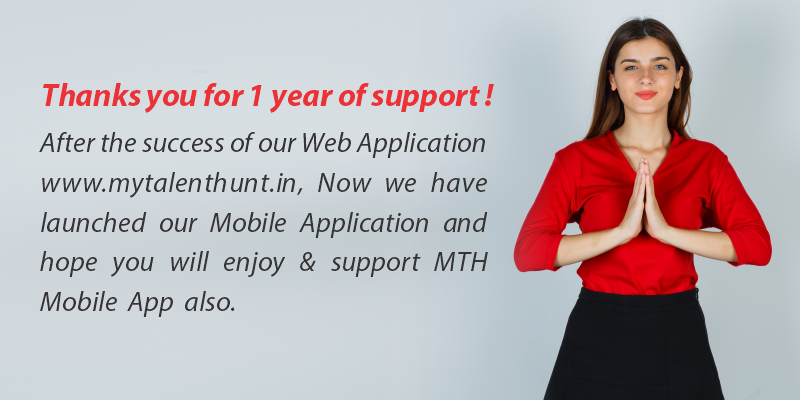 Thanks you for 1 year of support !
After the success of our Web Application
www.mytalenthunt.in, Now we have
launched our Mobile Application and
hope you will enjoy & support MTH
Mobile App also.